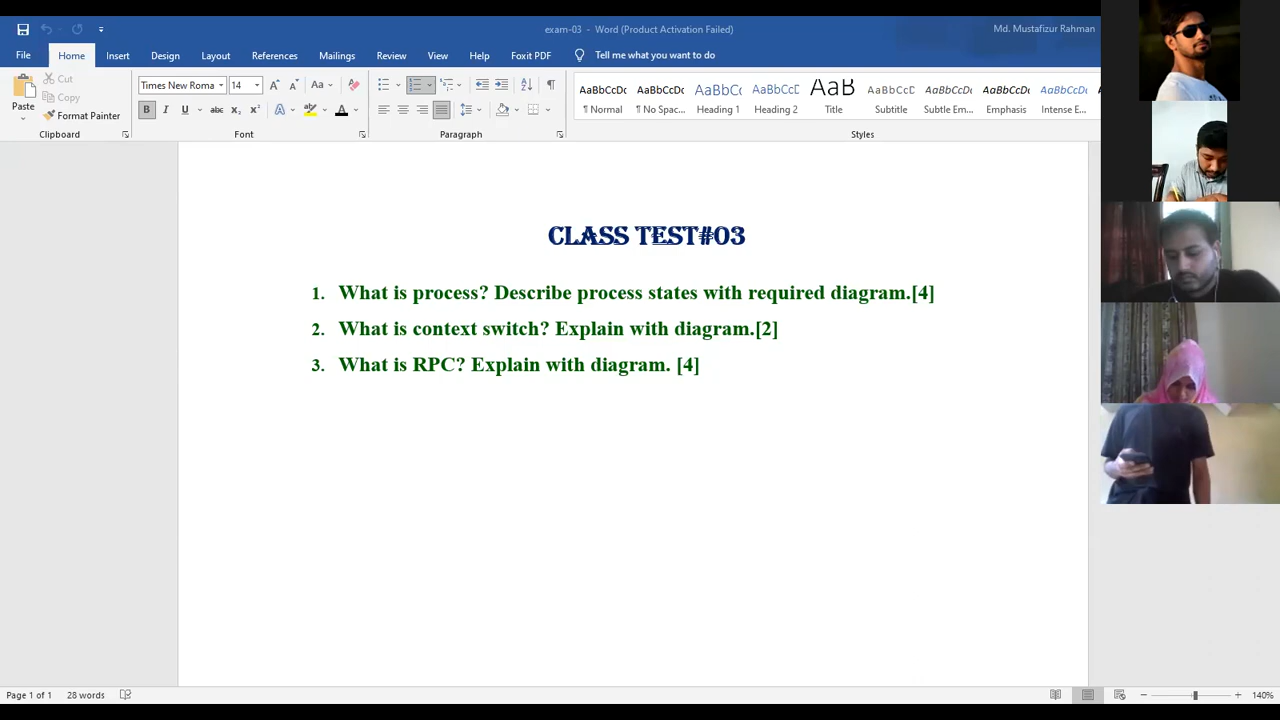 exam-03 - Word (Product Activation Failed)
Md. Mustafizur Rahman
File Home Insert Design Layout References Mailings Review View Help Foxit PDF Tell me what you want to do
Cut
Copy
Paste
Format Painter
Times New Roma 14
AaBbCcDc AaBbCcDc AaBbC( AaBbCcD AaB AaBbCcD AaBbCcDi AaBbCcDi AaBbCcDi
¶ Normal ¶ No Spac... Heading 1 Heading 2 Title Subtitle Subtle Em... Emphasis Intense E...
Clipboard Font Paragraph Styles
CLASS TEST#03
1. What is process? Describe process states with required diagram.[4]
2. What is context switch? Explain with diagram.[2]
3. What is RPC? Explain with diagram. [4]
Page 1 of 1 28 words 140%